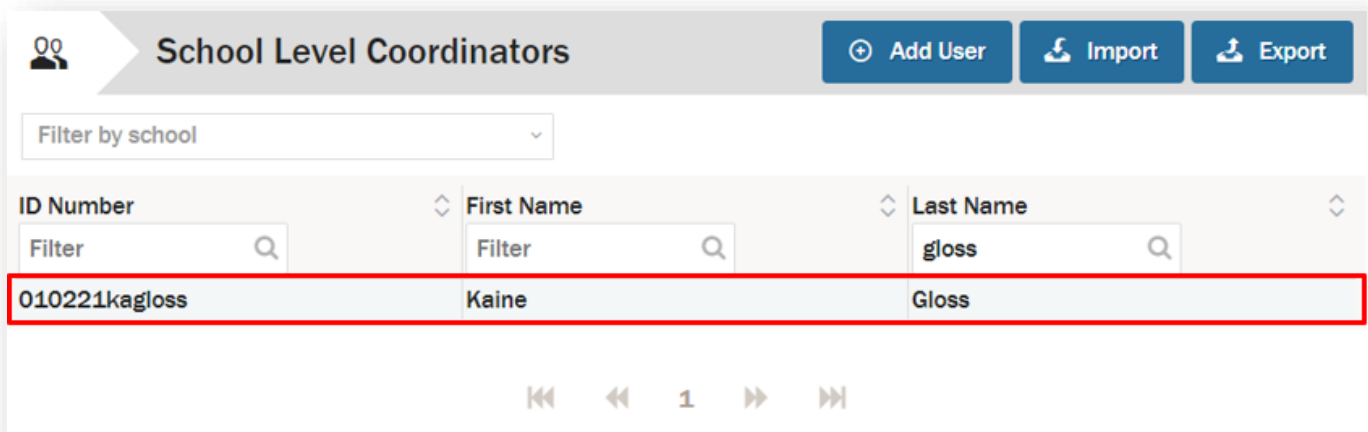 School Level Coordinators Add User Import Export
Filter by school
ID Number First Name Last Name
Filter Filter gloss
010221kagloss Kaine Gloss
1